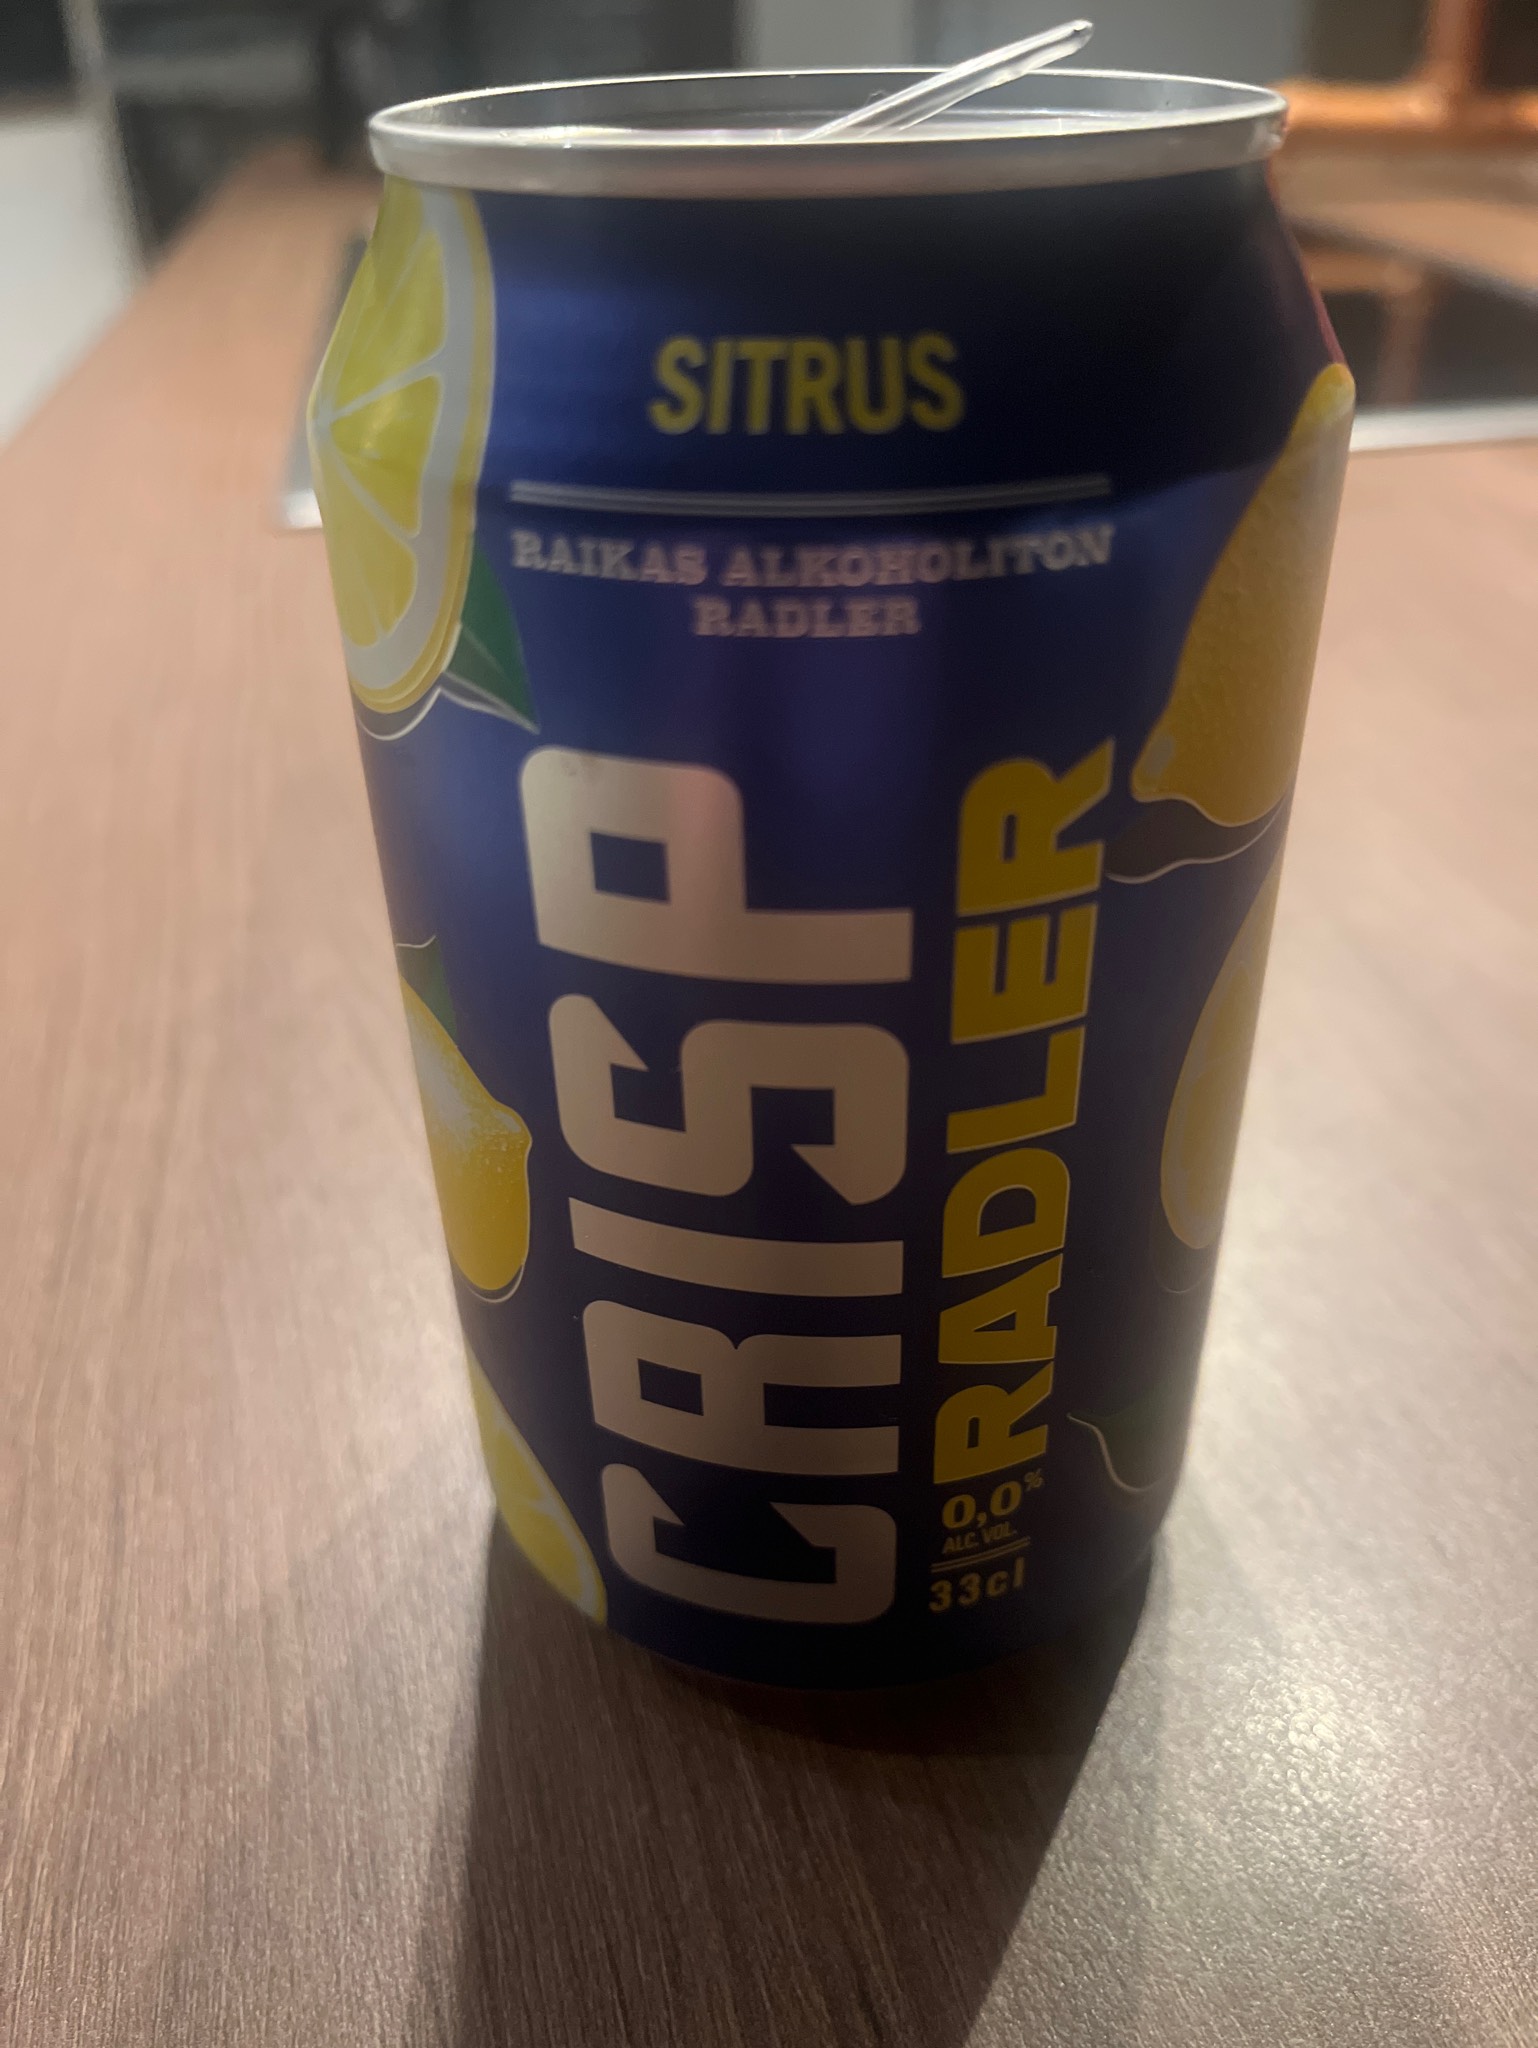 SITRUS
RAIKAS ALKOHOLITON
RADLER
CRISP
RADLER
0,0%
ALC. VOL.
33cl